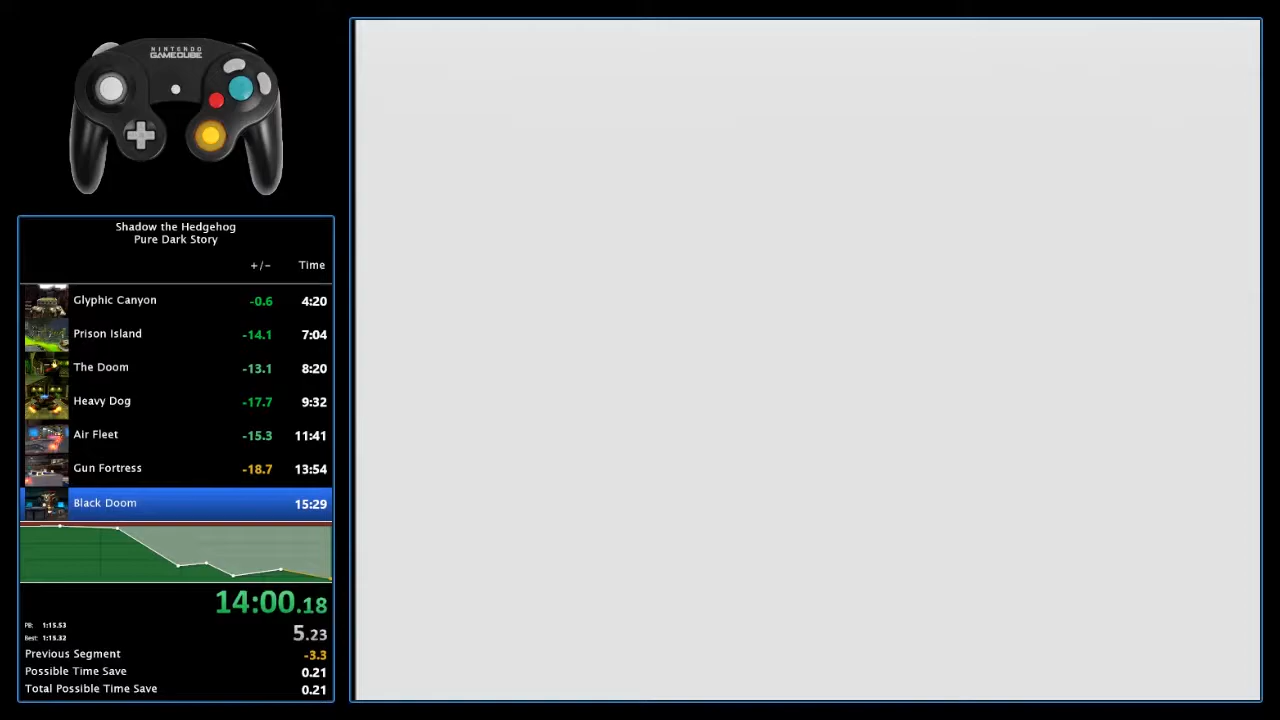 NINTENDO
GAMECUBE
Shadow the Hedgehog
Pure Dark Story
+/- Time
Glyphic Canyon -0.6 4:20
Prison Island -14.1 7:04
The Doom -13.1 8:20
Heavy Dog -17.7 9:32
Air Fleet -15.3 11:41
Gun Fortress -18.7 13:54
Black Doom 15:29
14:00.18
PB: 1:15.53
Best: 1:15.32
5.23
Previous Segment -3.3
Possible Time Save 0.21
Total Possible Time Save 0.21